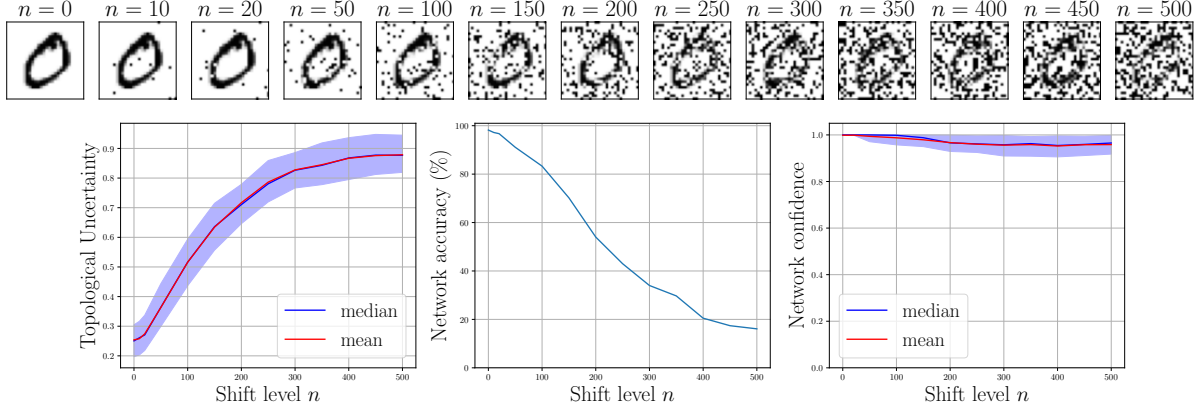 n = 0 n = 10 n = 20 n = 50 n = 100 n = 150 n = 200 n = 250 n = 300 n = 350 n = 400 n = 450 n = 500
Topological Uncertainty
0.9
0.8
0.7
0.6
0.5
0.4
0.3
0.2
median
mean
0 100 200 300 400 500
Shift level n
Network accuracy (%)
100
80
60
40
20
0
0 100 200 300 400 500
Shift level n
Network confidence
1.0
0.8
0.6
0.4
0.2
0.0
median
mean
0 100 200 300 400 500
Shift level n